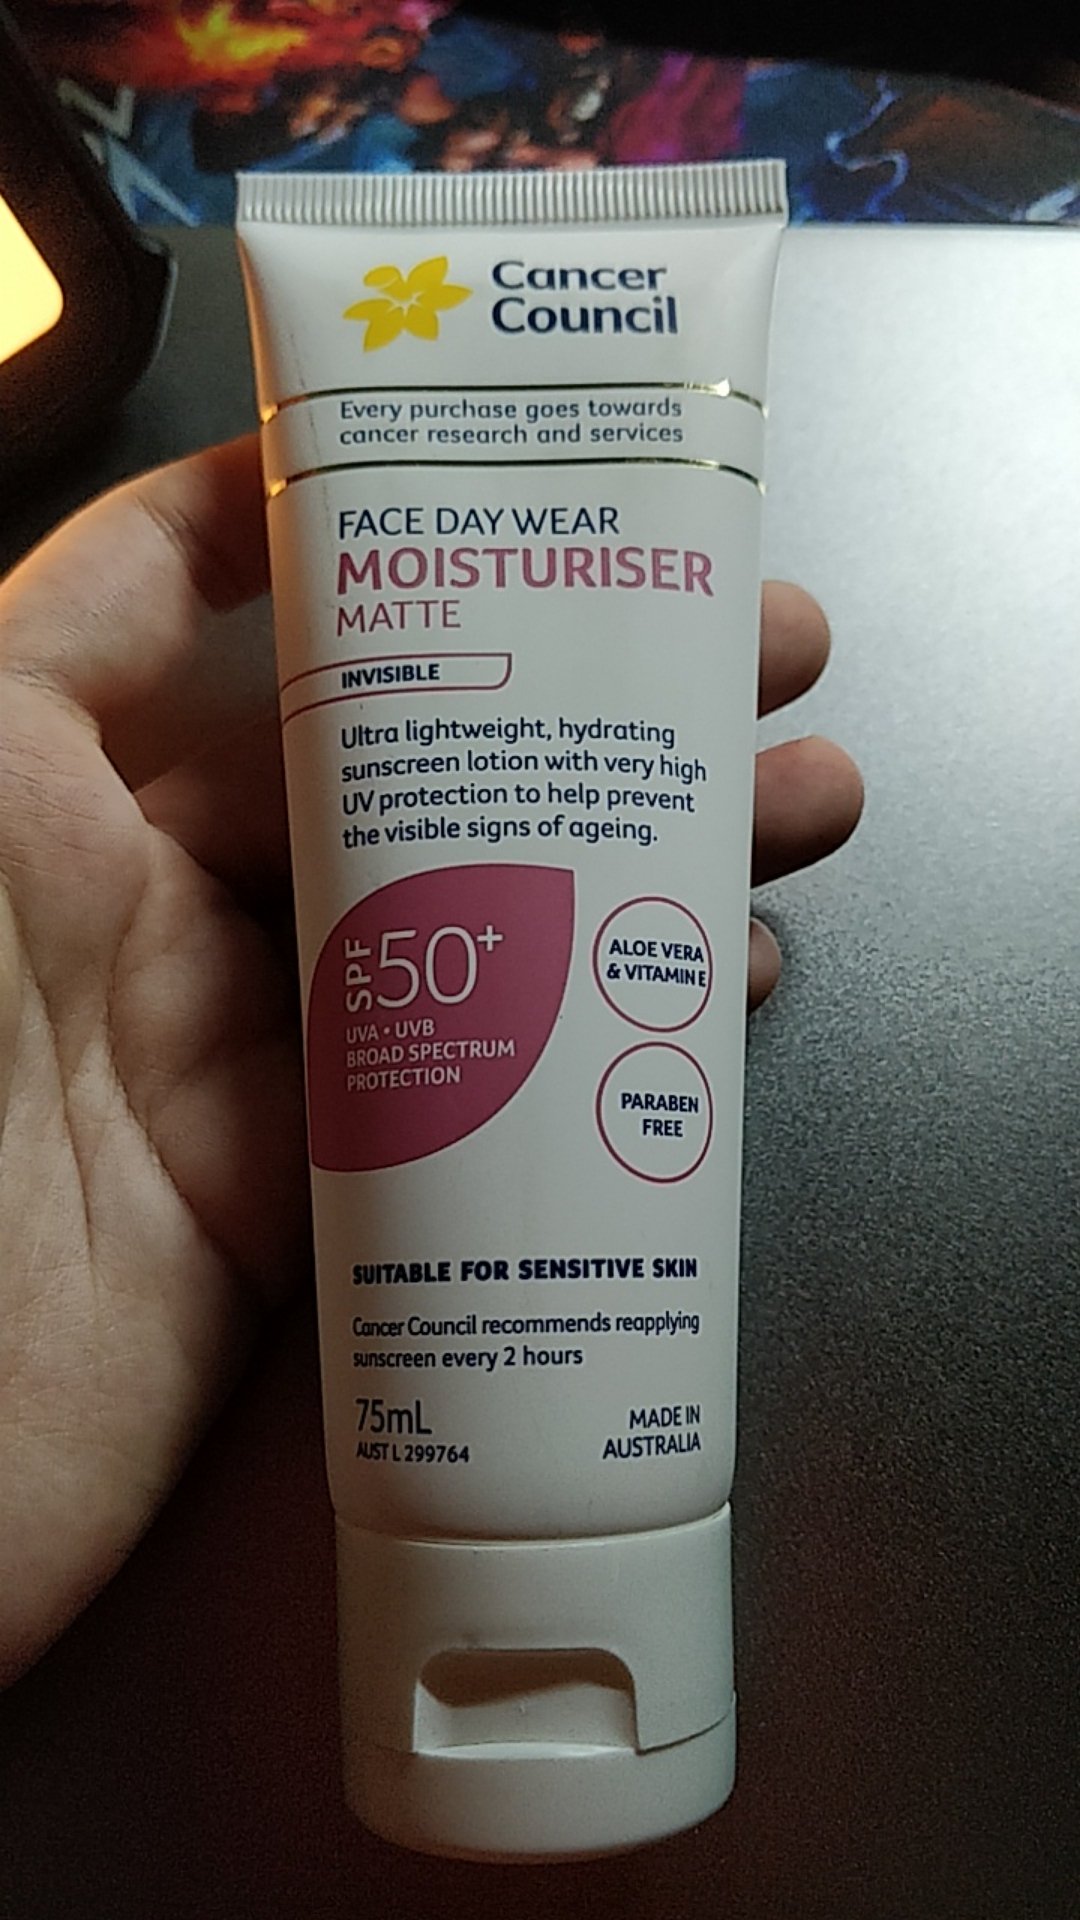 Cancer
Council
Every purchase goes towards
cancer research and services
FACE DAY WEAR
MOISTURISER
MATTE
INVISIBLE
Ultra lightweight, hydrating
sunscreen lotion with very high
UV protection to help prevent
the visible signs of ageing.
SPF 50+
UVA • UVB
BROAD SPECTRUM
PROTECTION
ALOE VERA
& VITAMIN E
PARABEN
FREE
SUITABLE FOR SENSITIVE SKIN
Cancer Council recommends reapplying
sunscreen every 2 hours
75mL
AUST L 299764
MADE IN
AUSTRALIA